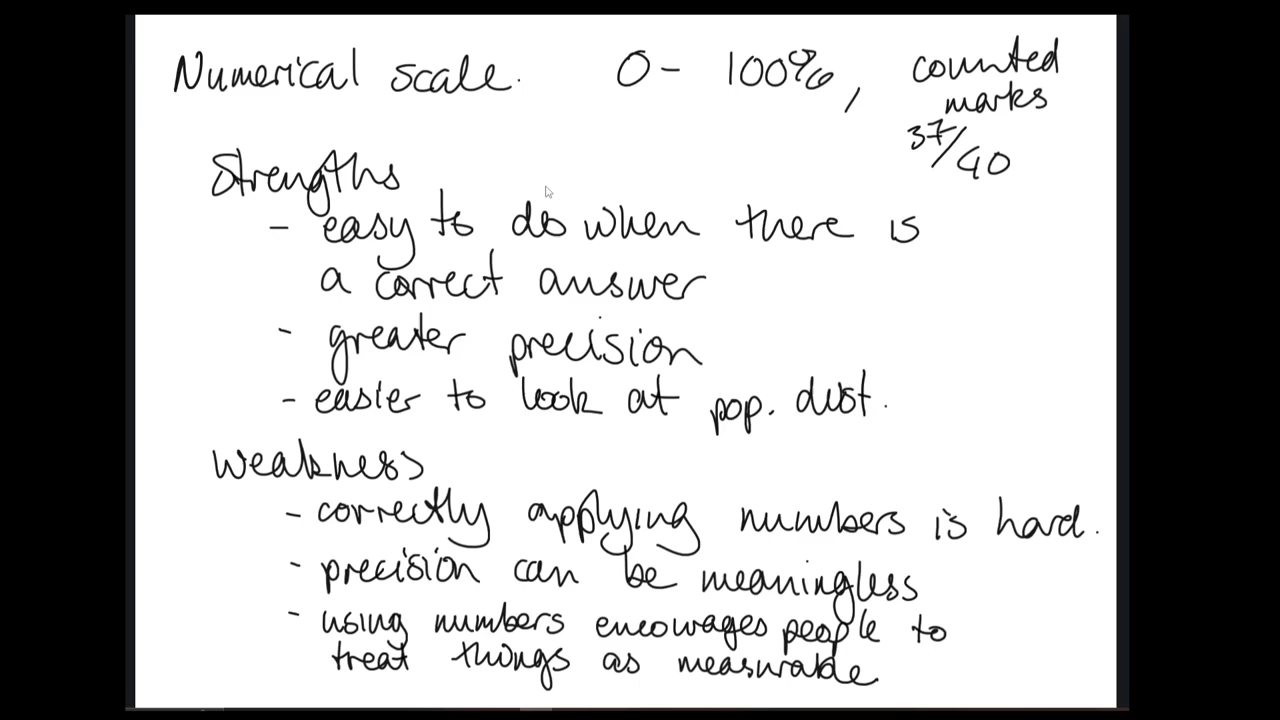 Numerical scale. 0 - 100%, counted
marks
37/40
Strengths
- easy to do when there is
a correct answer
- greater precision
- easier to look at pop. dist.
Weakness
- correctly applying numbers is hard.
- precision can be meaningless
- using numbers encourages people to
treat things as measurable